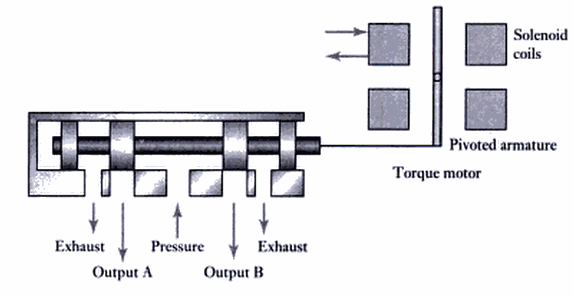 Solenoid
coils
Pivoted armature
Torque motor
Exhaust
Pressure
Exhaust
Output A
Output B